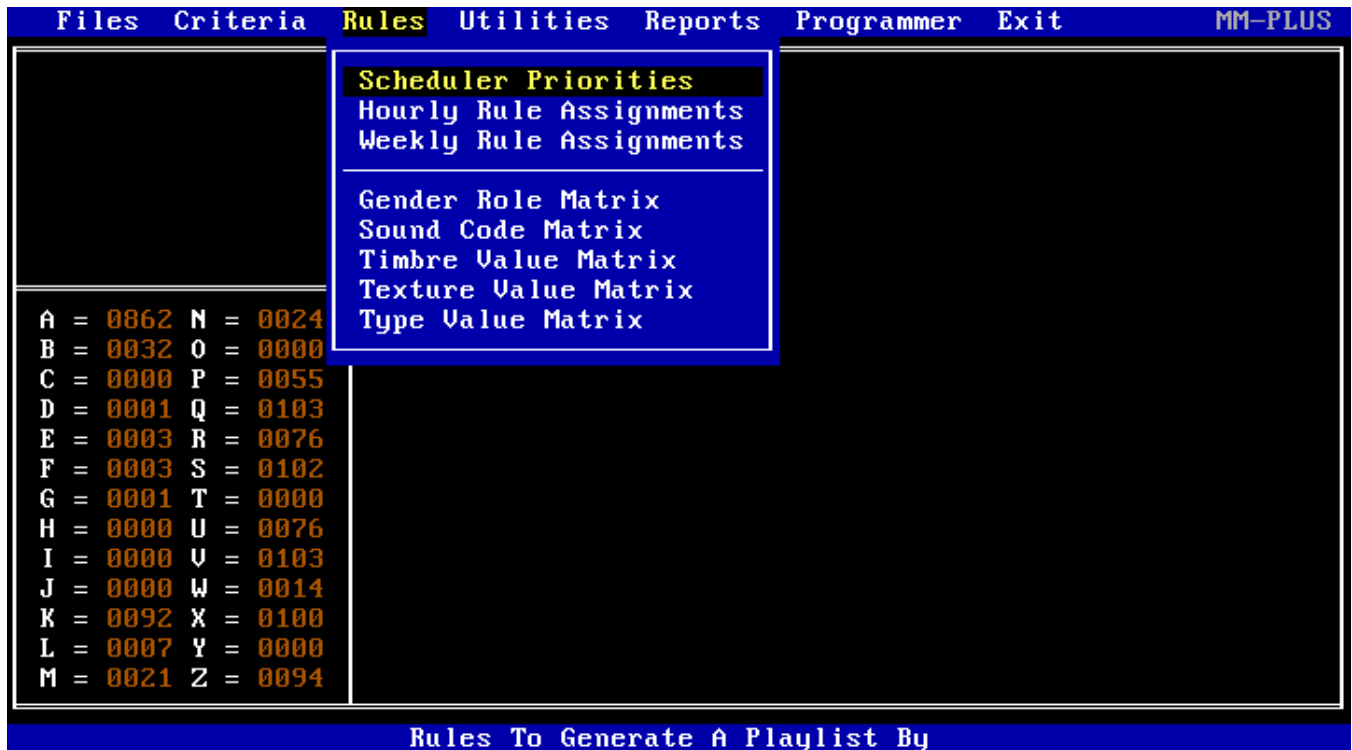 Files Criteria Rules Utilities Reports Programmer Exit MM-PLUS
Scheduler Priorities
Hourly Rule Assignments
Weekly Rule Assignments
Gender Role Matrix
Sound Code Matrix
Timbre Value Matrix
Texture Value Matrix
Type Value Matrix
A = 0862 N = 0024
B = 0032 O = 0000
C = 0000 P = 0055
D = 0001 Q = 0103
E = 0003 R = 0076
F = 0003 S = 0102
G = 0001 T = 0000
H = 0000 U = 0076
I = 0000 V = 0103
J = 0000 W = 0014
K = 0092 X = 0100
L = 0007 Y = 0000
M = 0021 Z = 0094
Rules To Generate A Playlist By